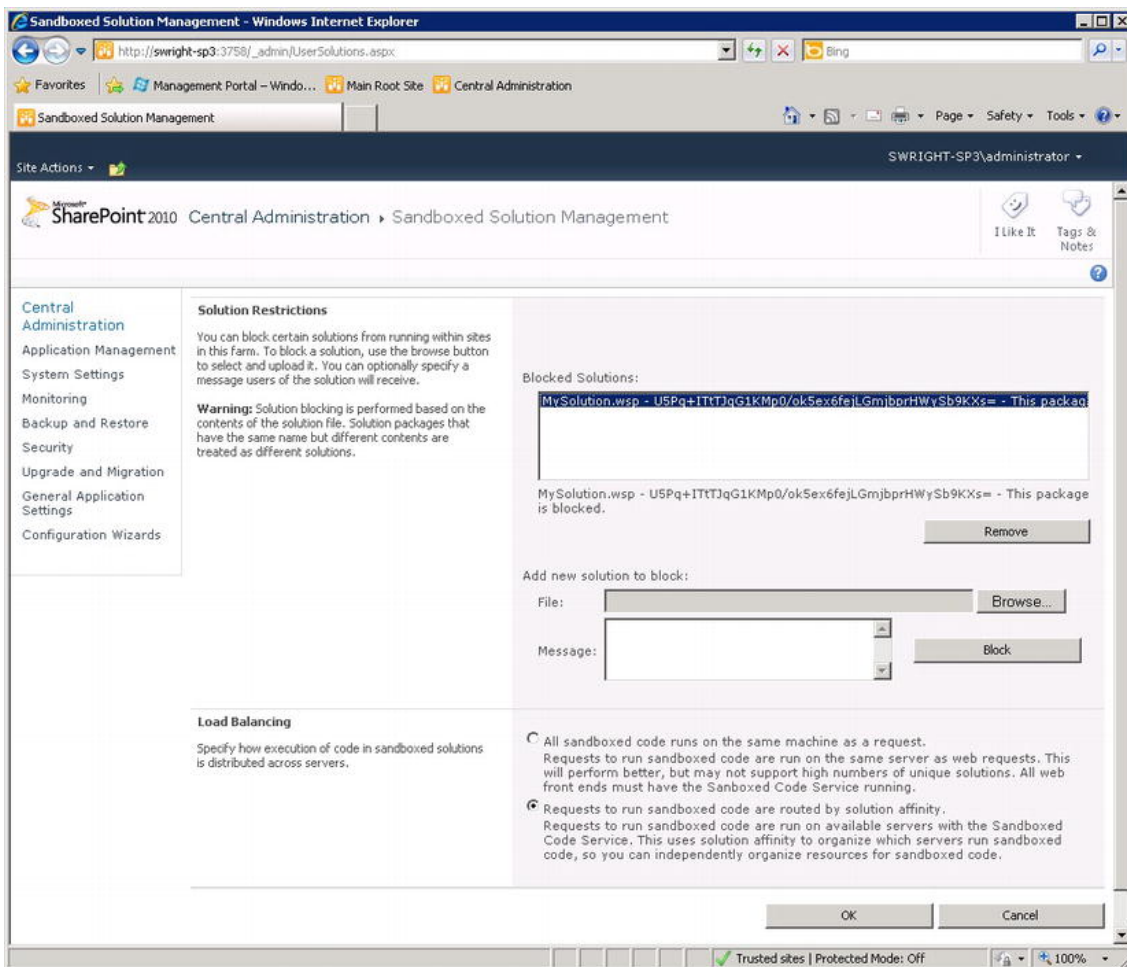 Sandboxed Solution Management - Windows Internet Explorer
http://swright-sp3:3758/_admin/UserSolutions.aspx
Bing
Favorites
Management Portal – Windo...
Main Root Site
Central Administration
Sandboxed Solution Management
Page
Safety
Tools
Site Actions
SWRIGHT-SP3\administrator
Microsoft
SharePoint 2010
Central Administration
Sandboxed Solution Management
I Like It
Tags &
Notes
Central
Administration
Application Management
System Settings
Monitoring
Backup and Restore
Security
Upgrade and Migration
General Application
Settings
Configuration Wizards
Solution Restrictions
You can block certain solutions from running within sites
in this farm. To block a solution, use the browse button
to select and upload it. You can optionally specify a
message users of the solution will receive.
Warning: Solution blocking is performed based on the
contents of the solution file. Solution packages that
have the same name but different contents are
treated as different solutions.
Blocked Solutions:
MySolution.wsp - U5Pq+ITtTJqG1KMp0/ok5ex6fejLGmjbprHWySb9KXs= - This packag
MySolution.wsp - U5Pq+ITtTJqG1KMp0/ok5ex6fejLGmjbprHWySb9KXs= - This package
is blocked.
Remove
Add new solution to block:
File:
Browse...
Message:
Block
Load Balancing
Specify how execution of code in sandboxed solutions
is distributed across servers.
All sandboxed code runs on the same machine as a request.
Requests to run sandboxed code are run on the same server as web requests. This
will perform better, but may not support high numbers of unique solutions. All web
front ends must have the Sanboxed Code Service running.
Requests to run sandboxed code are routed by solution affinity.
Requests to run sandboxed code are run on available servers with the Sandboxed
Code Service. This uses solution affinity to organize which servers run sandboxed
code, so you can independently organize resources for sandboxed code.
OK
Cancel
Trusted sites | Protected Mode: Off
100%